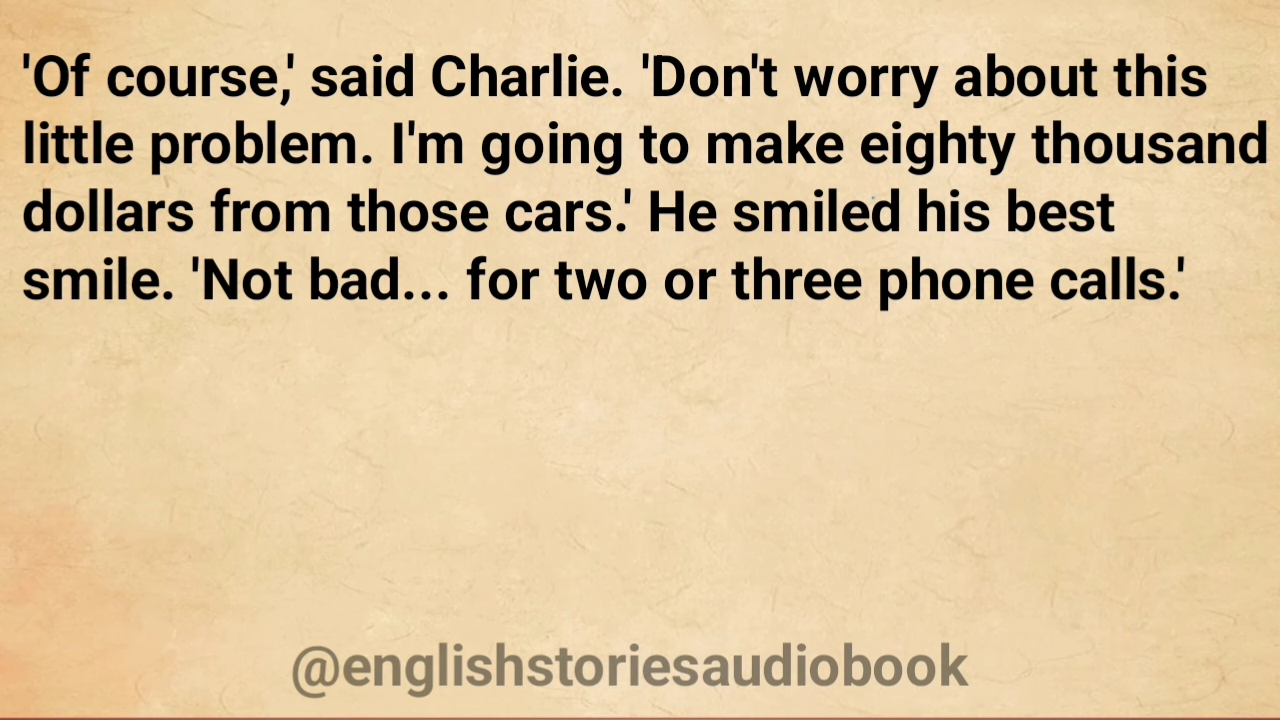 'Of course,' said Charlie. 'Don't worry about this
little problem. I'm going to make eighty thousand
dollars from those cars.' He smiled his best
smile. 'Not bad... for two or three phone calls.'
@englishstoriesaudiobook